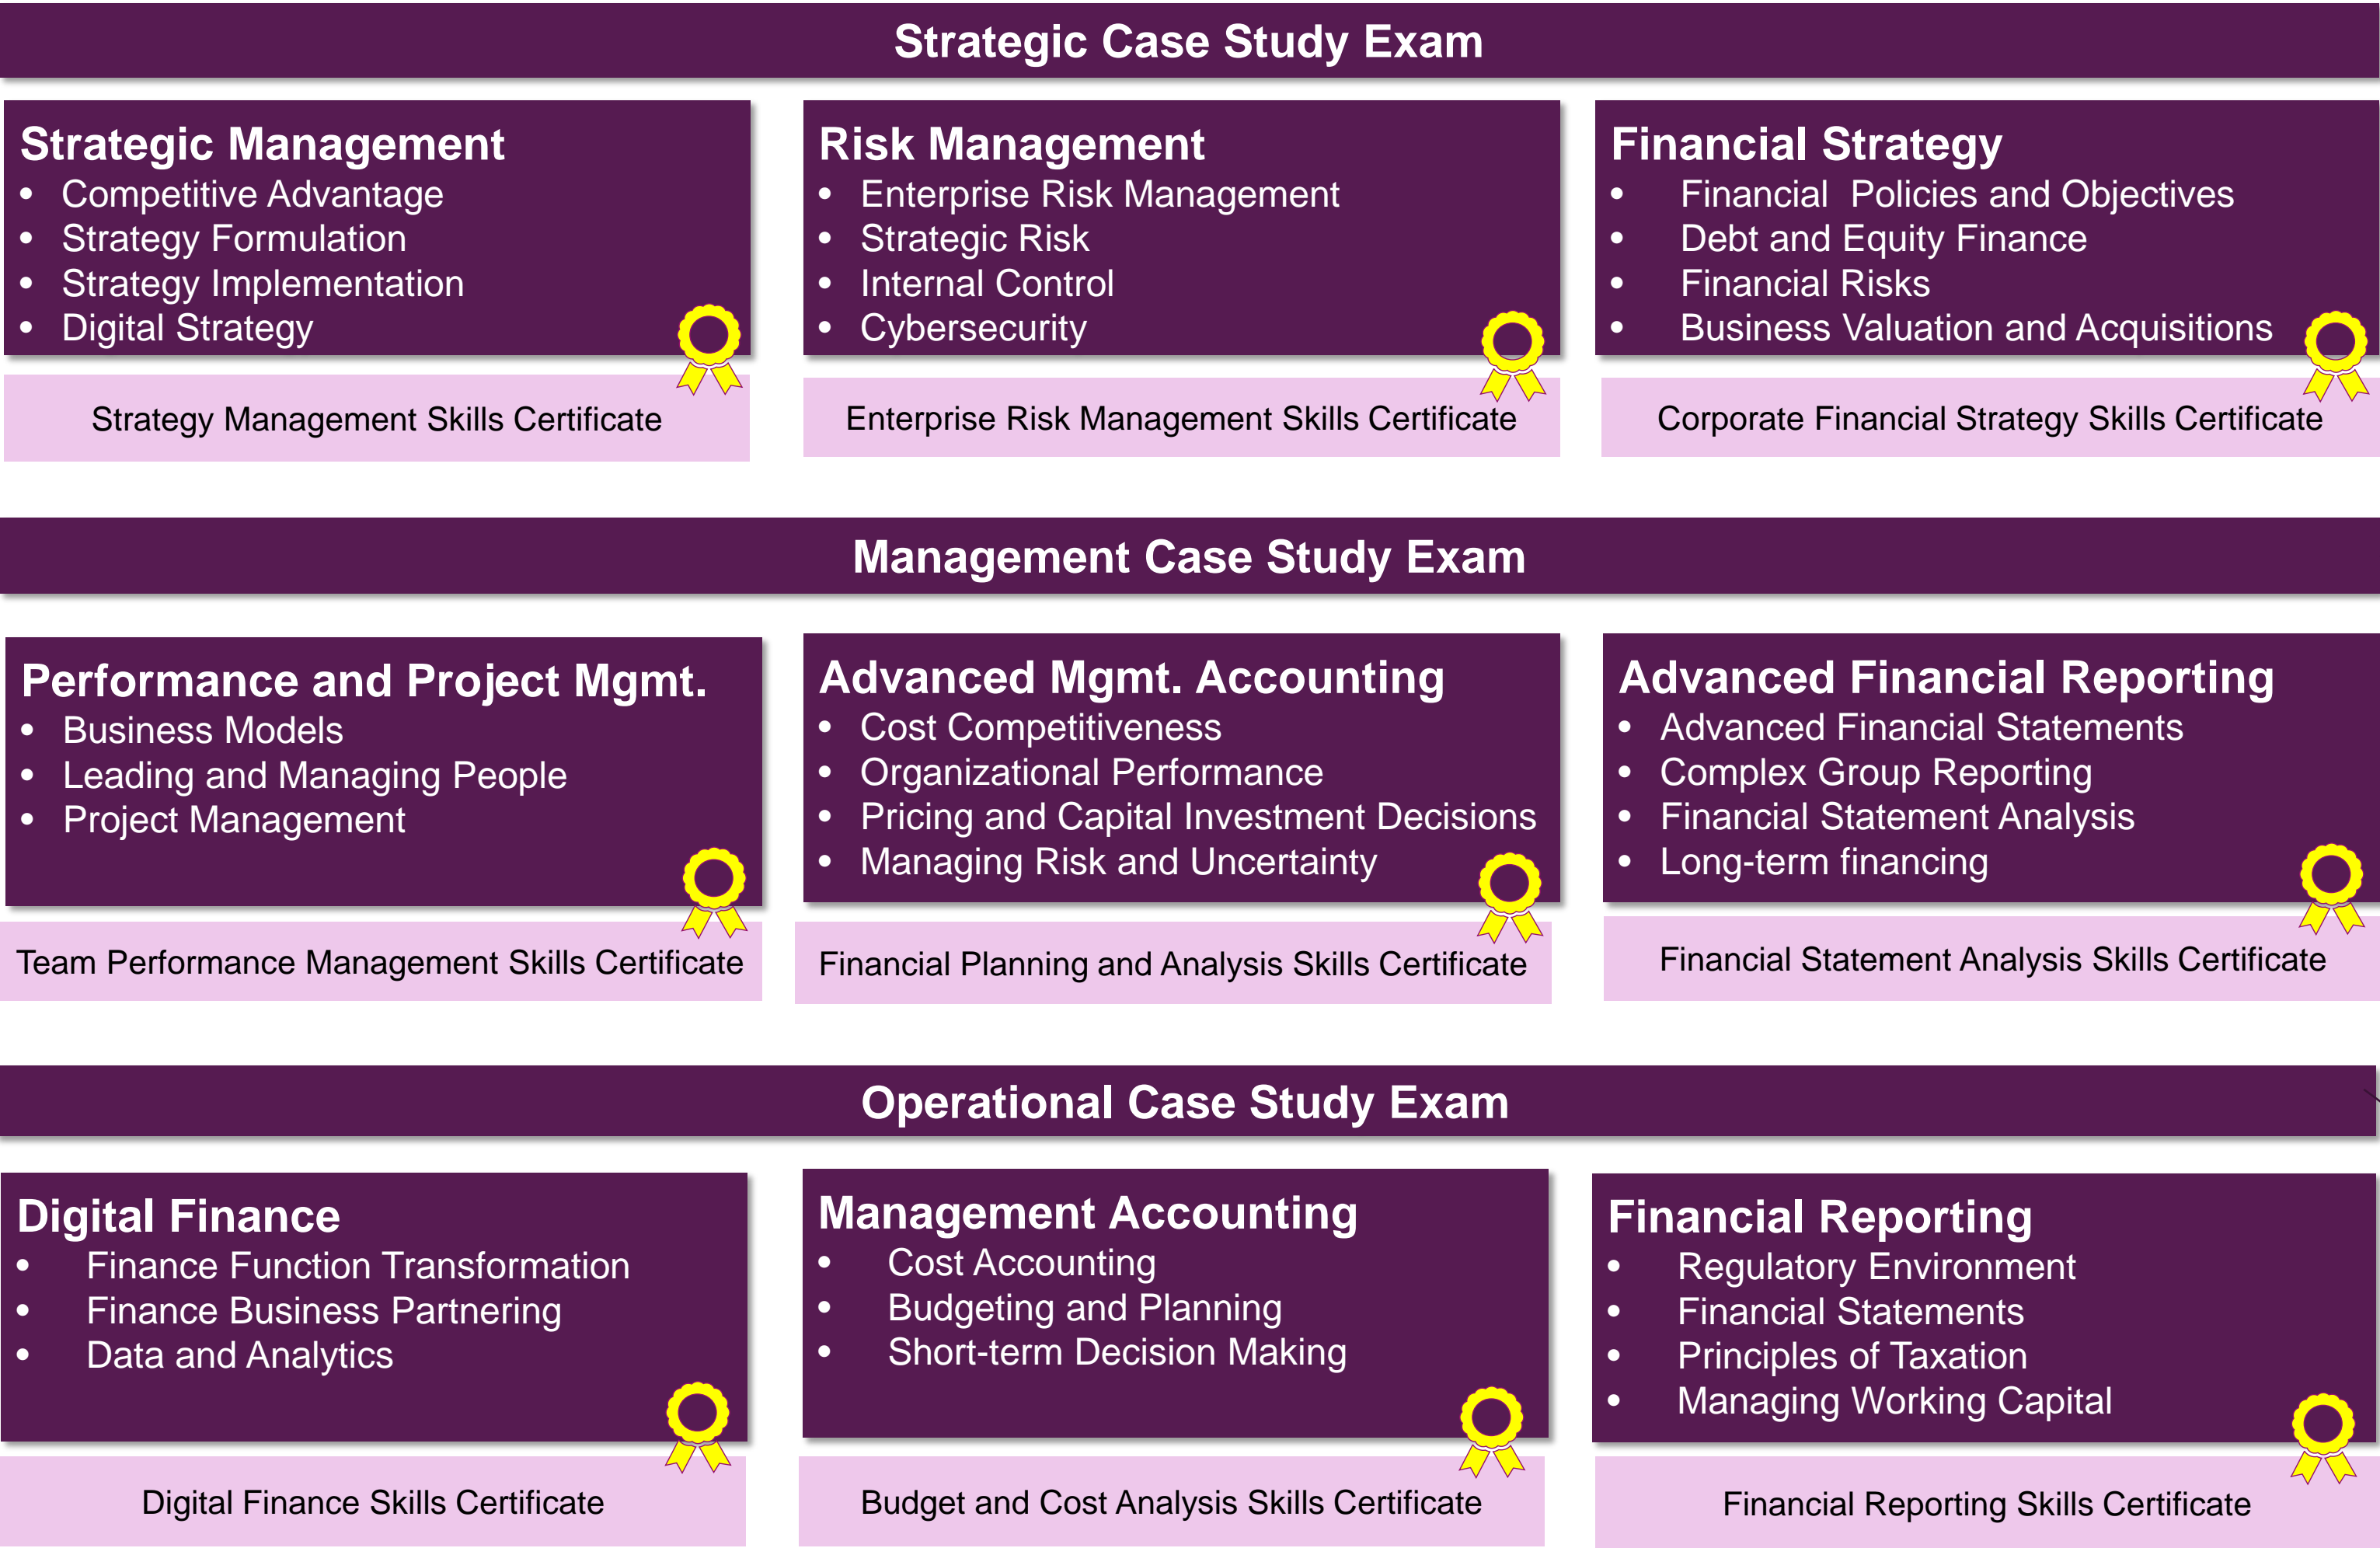 Strategic Case Study Exam
Strategic Management
• Competitive Advantage
• Strategy Formulation
• Strategy Implementation
• Digital Strategy
Strategy Management Skills Certificate
Risk Management
• Enterprise Risk Management
• Strategic Risk
• Internal Control
• Cybersecurity
Enterprise Risk Management Skills Certificate
Financial Strategy
• Financial Policies and Objectives
• Debt and Equity Finance
• Financial Risks
• Business Valuation and Acquisitions
Corporate Financial Strategy Skills Certificate
Management Case Study Exam
Performance and Project Mgmt.
• Business Models
• Leading and Managing People
• Project Management
Team Performance Management Skills Certificate
Advanced Mgmt. Accounting
• Cost Competitiveness
• Organizational Performance
• Pricing and Capital Investment Decisions
• Managing Risk and Uncertainty
Financial Planning and Analysis Skills Certificate
Advanced Financial Reporting
• Advanced Financial Statements
• Complex Group Reporting
• Financial Statement Analysis
• Long-term financing
Financial Statement Analysis Skills Certificate
Operational Case Study Exam
Digital Finance
• Finance Function Transformation
• Finance Business Partnering
• Data and Analytics
Digital Finance Skills Certificate
Management Accounting
• Cost Accounting
• Budgeting and Planning
• Short-term Decision Making
Budget and Cost Analysis Skills Certificate
Financial Reporting
• Regulatory Environment
• Financial Statements
• Principles of Taxation
• Managing Working Capital
Financial Reporting Skills Certificate